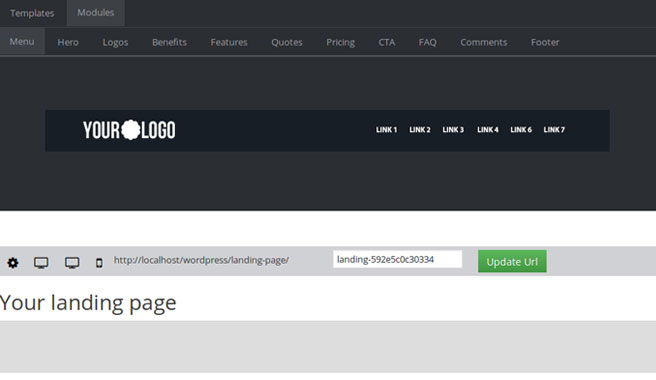 Templates Modules
Menu Hero Logos Benefits Features Quotes Pricing CTA FAQ Comments Footer
YOUR LOGO LINK 1 LINK 2 LINK 3 LINK 4 LINK 6 LINK 7
http://localhost/wordpress/landing-page/ landing-592e5c0c30334 Update Url
Your landing page